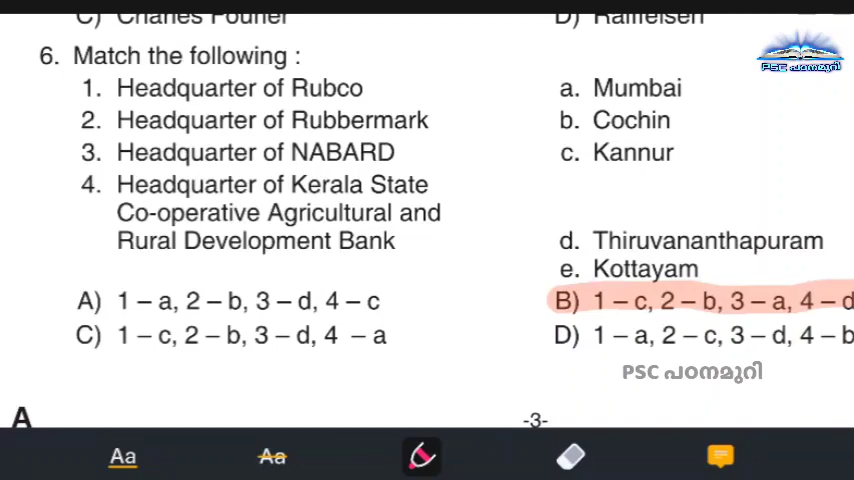 C) Charles Fourier
D) Raiffeisen
6. Match the following :
1. Headquarter of Rubco
a. Mumbai
2. Headquarter of Rubbermark
b. Cochin
3. Headquarter of NABARD
c. Kannur
4. Headquarter of Kerala State
Co-operative Agricultural and
Rural Development Bank
d. Thiruvananthapuram
e. Kottayam
A) 1 – a, 2 – b, 3 – d, 4 – c
B) 1 – c, 2 – b, 3 – a, 4 – d
C) 1 – c, 2 – b, 3 – d, 4 – a
D) 1 – a, 2 – c, 3 – d, 4 – b
PSC പഠനമുറി
PSC പഠനമുറി
A
-3-
Aa
Aa